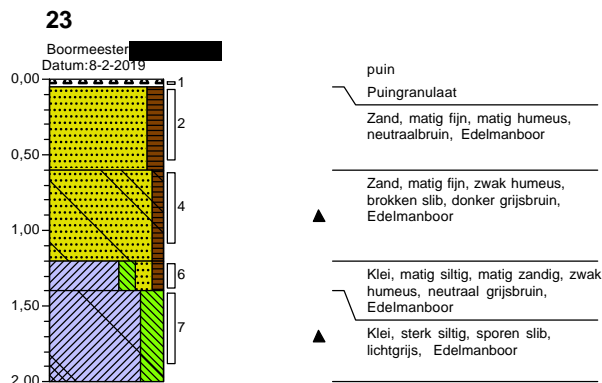 23
Boormeester
Datum:8-2-2019
0,00
0,50
1,00
1,50
2,00
1
2
4
6
7
puin
Puingranulaat
Zand, matig fijn, matig humeus,
neutraalbruin, Edelmanboor
Zand, matig fijn, zwak humeus,
brokken slib, donker grijsbruin,
Edelmanboor
Klei, matig siltig, matig zandig, zwak
humeus, neutraal grijsbruin,
Edelmanboor
Klei, sterk siltig, sporen slib,
lichtgrijs, Edelmanboor